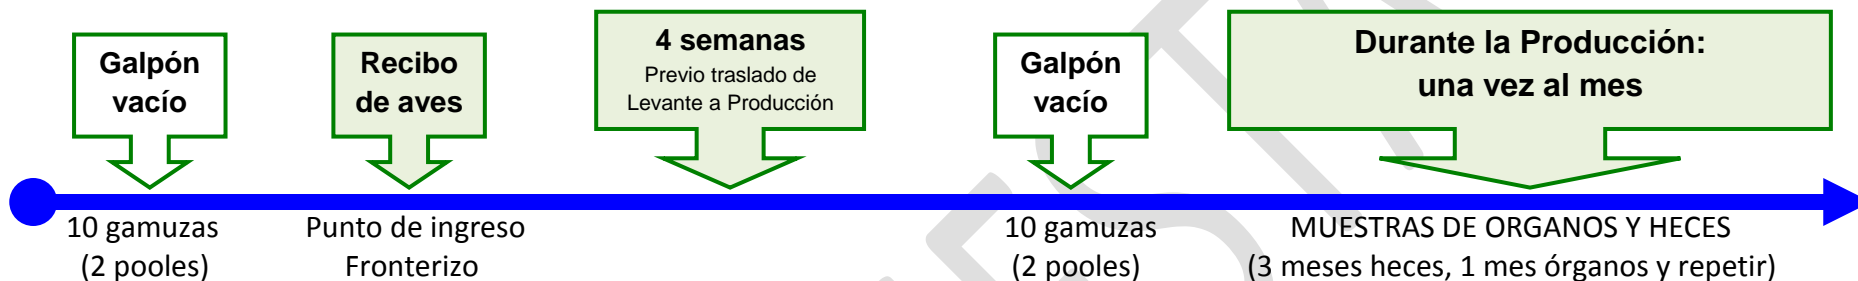 Galpón
vacío
Recibo
de aves
4 semanas
Previo traslado de
Levante a Producción
Galpón
vacío
Durante la Producción:
una vez al mes
10 gamuzas
(2 pooles)
Punto de ingreso
Fronterizo
10 gamuzas
(2 pooles)
MUESTRAS DE ORGANOS Y HECES
(3 meses heces, 1 mes órganos y repetir)